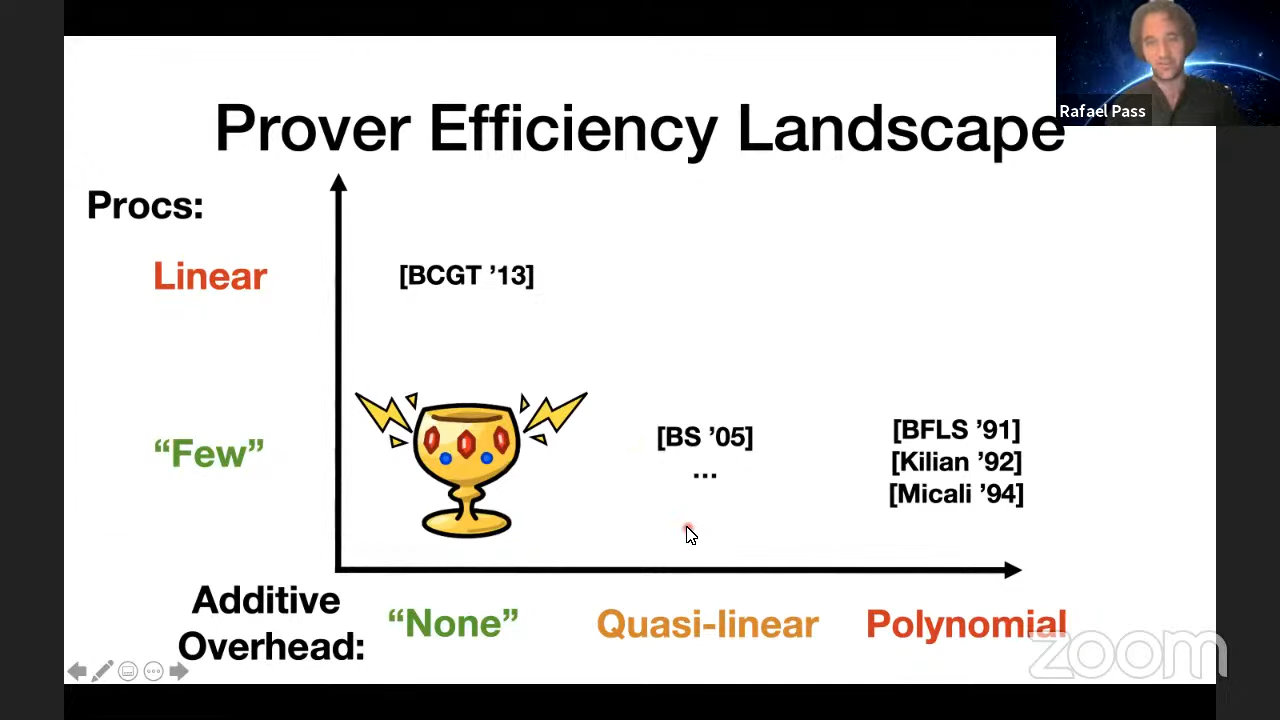 Rafael Pass
Prover Efficiency Landscape
Procs:
Linear
[BCGT ’13]
“Few”
[BS ’05]
...
[BFLS ’91]
[Kilian ’92]
[Micali ’94]
Additive
Overhead:
“None”
Quasi-linear
Polynomial
zoom